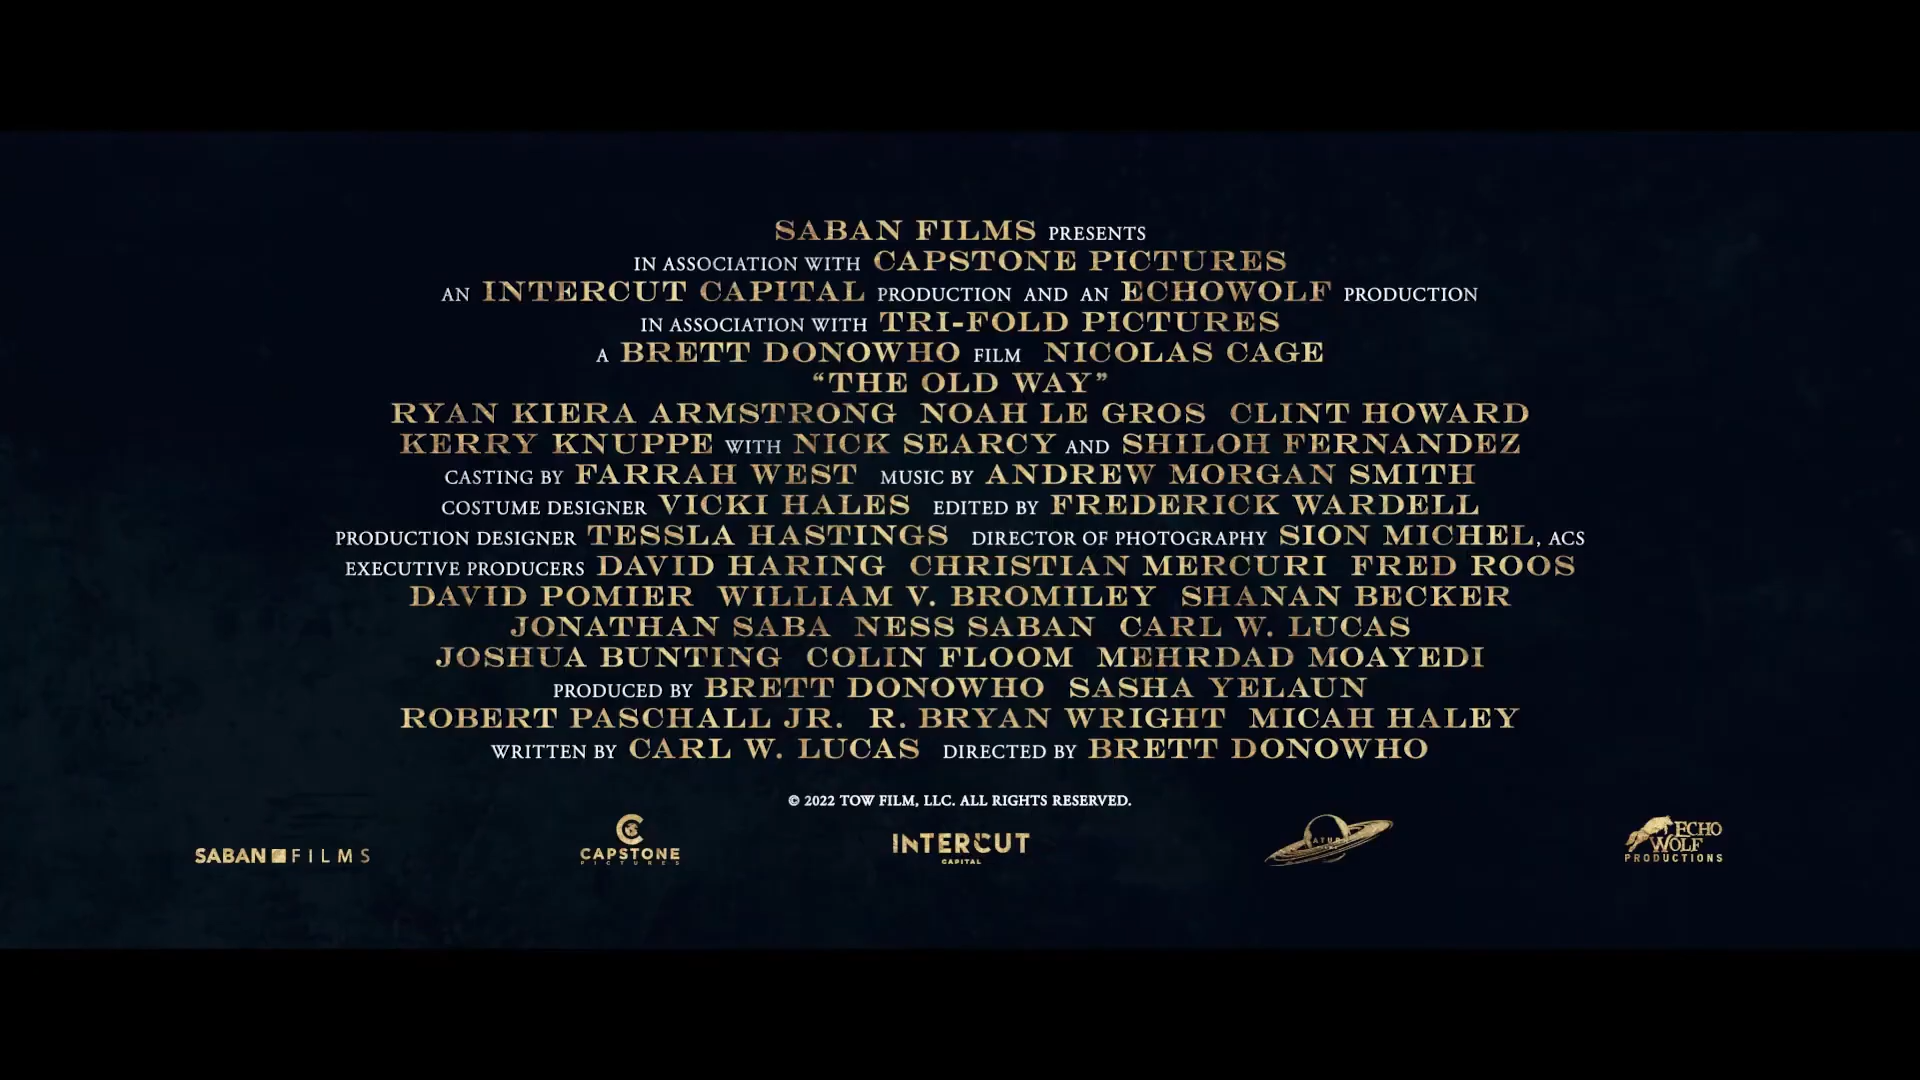 SABAN FILMS PRESENTS
IN ASSOCIATION WITH CAPSTONE PICTURES
AN INTERCUT CAPITAL PRODUCTION AND AN ECHOWOLF PRODUCTION
IN ASSOCIATION WITH TRI-FOLD PICTURES
A BRETT DONOWHO FILM NICOLAS CAGE
“THE OLD WAY”
RYAN KIERA ARMSTRONG NOAH LE GROS CLINT HOWARD
KERRY KNUPPE WITH NICK SEARCY AND SHILOH FERNANDEZ
CASTING BY FARRAH WEST MUSIC BY ANDREW MORGAN SMITH
COSTUME DESIGNER VICKI HALES EDITED BY FREDERICK WARDELL
PRODUCTION DESIGNER TESSLA HASTINGS DIRECTOR OF PHOTOGRAPHY SION MICHEL, ACS
EXECUTIVE PRODUCERS DAVID HARING CHRISTIAN MERCURI FRED ROOS
DAVID POMIER WILLIAM V. BROMILEY SHANAN BECKER
JONATHAN SABA NESS SABAN CARL W. LUCAS
JOSHUA BUNTING COLIN FLOOM MEHRDAD MOAYEDI
PRODUCED BY BRETT DONOWHO SASHA YELAUN
ROBERT PASCHALL JR. R. BRYAN WRIGHT MICAH HALEY
WRITTEN BY CARL W. LUCAS DIRECTED BY BRETT DONOWHO
© 2022 TOW FILM, LLC. ALL RIGHTS RESERVED.
SABAN FILMS
CAPSTONE
PICTURES
INTERCUT
CAPITAL
ECHO
WOLF
PRODUCTIONS